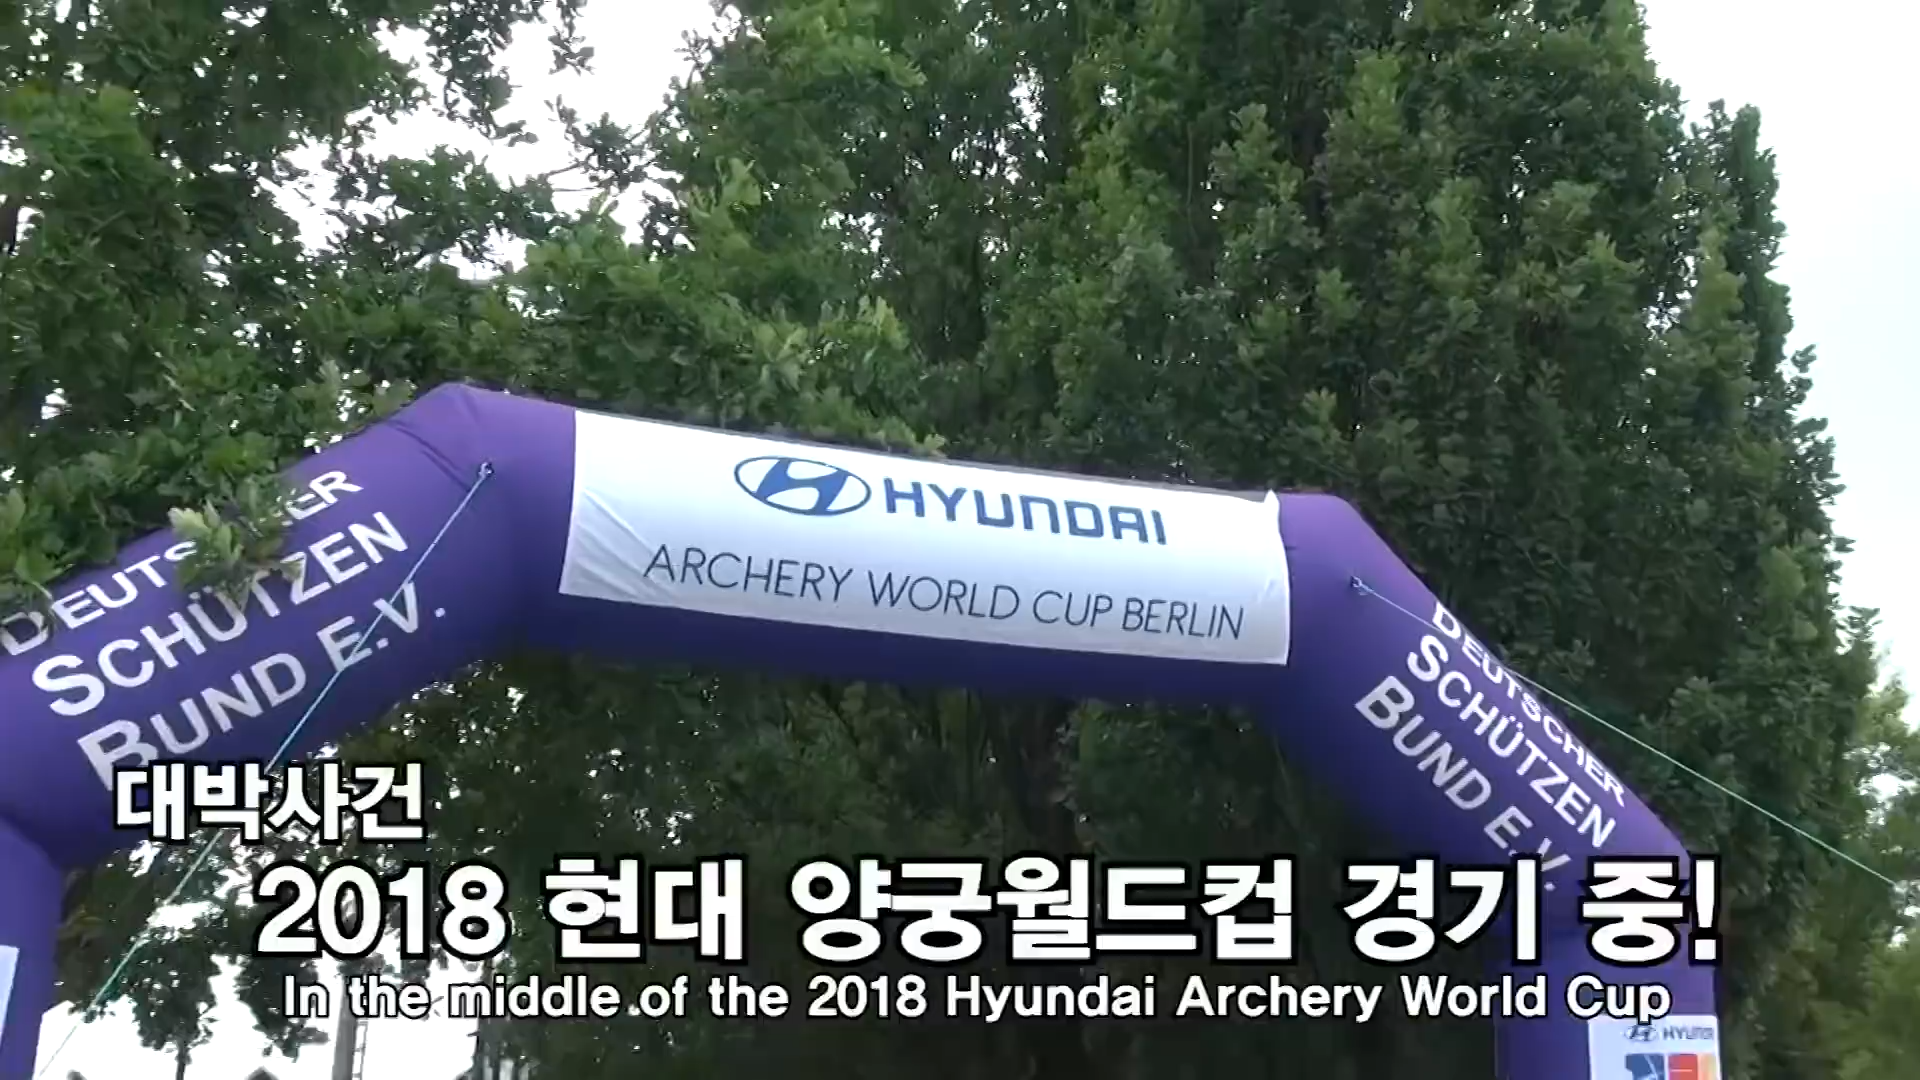 HYUNDAI
ARCHERY WORLD CUP BERLIN
SCHÜTZEN
BUND E.V.
DEUTSCHER
SCHÜTZEN
BUND E.V.
대박사건
2018 현대 양궁월드컵 경기 중!
In the middle of the 2018 Hyundai Archery World Cup
HYUNDAI